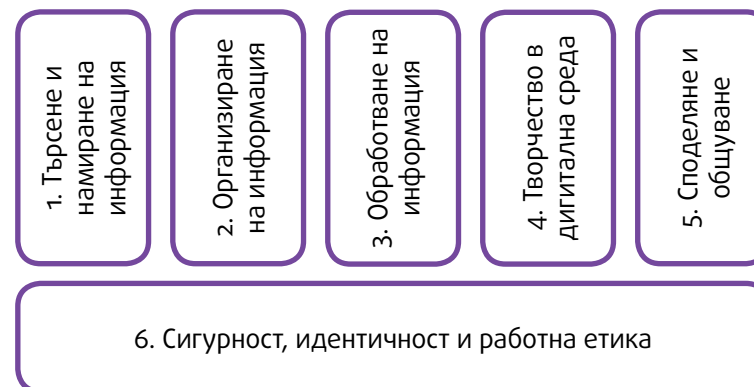 1. Търсене и
намиране на
информация
2. Организиране
на информация
3. Обработване на
информация
4. Творчество в
дигитална среда
5. Споделяне и
общуване
6. Сигурност, идентичност и работна етика